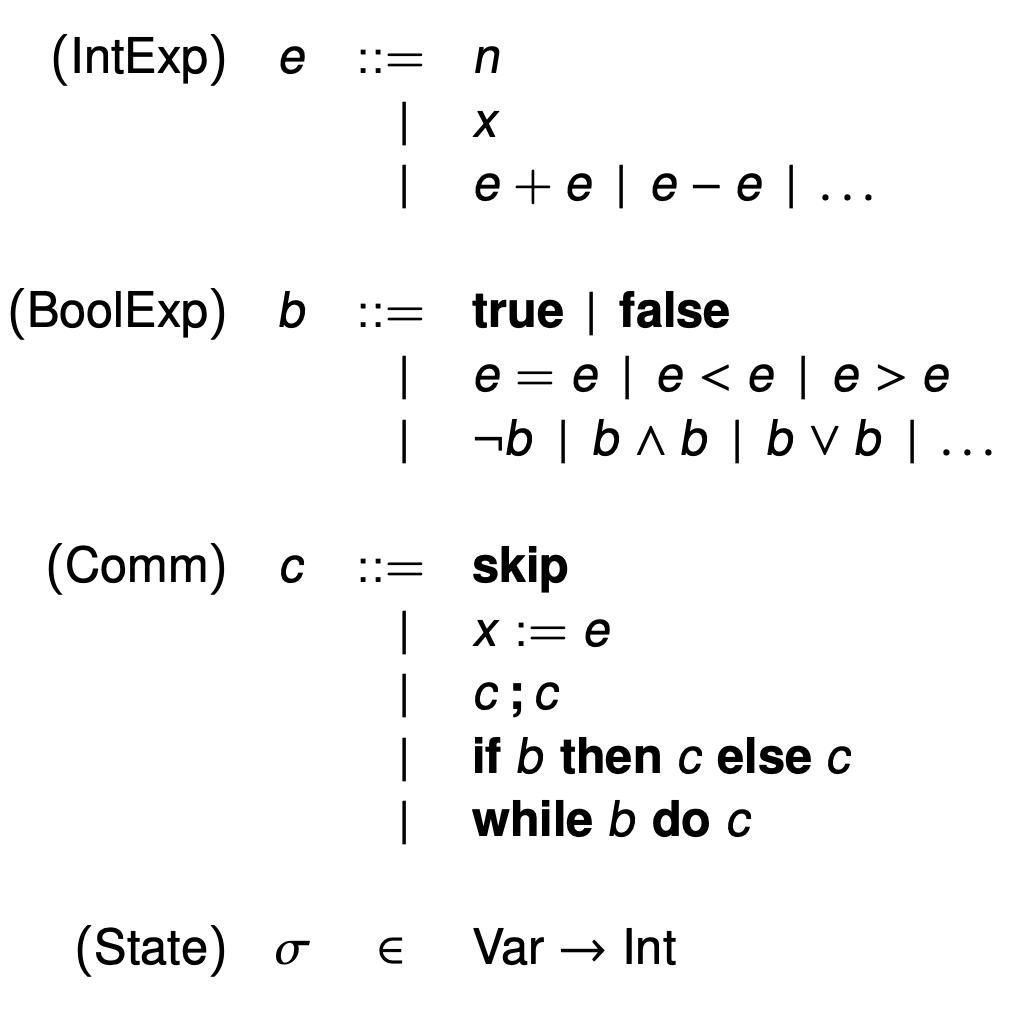 (IntExp) e ::= n
| x
| e + e | e − e | ...
(BoolExp) b ::= true | false
| e = e | e < e | e > e
| ¬b | b ∧ b | b ∨ b | ...
(Comm) c ::= skip
| x := e
| c ; c
| if b then c else c
| while b do c
(State) σ ∈ Var → Int